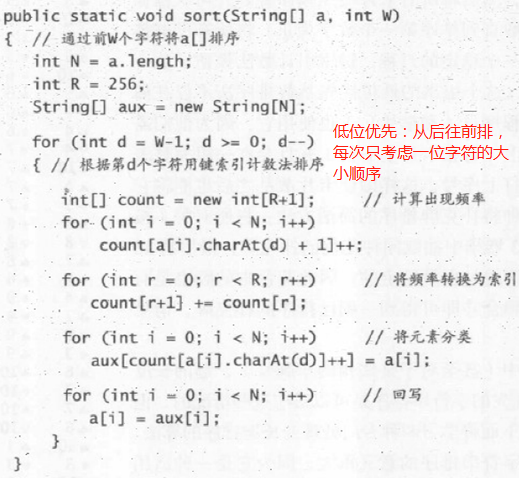 public static void sort(String[] a, int W)
{ // 通过前W个字符将a[]排序
int N = a.length;
int R = 256;
String[] aux = new String[N];
for (int d = W-1; d >= 0; d--)
{ // 根据第d个字符用键索引计数法排序
低位优先：从后往前排，
每次只考虑一位字符的大
小顺序
int[] count = new int[R+1]; // 计算出现频率
for (int i = 0; i < N; i++)
count[a[i].charAt(d) + 1]++;
for (int r = 0; r < R; r++) // 将频率转换为索引
count[r+1] += count[r];
for (int i = 0; i < N; i++) // 将元素分类
aux[count[a[i].charAt(d)]++] = a[i];
for (int i = 0; i < N; i++) // 回写
a[i] = aux[i];
}
}